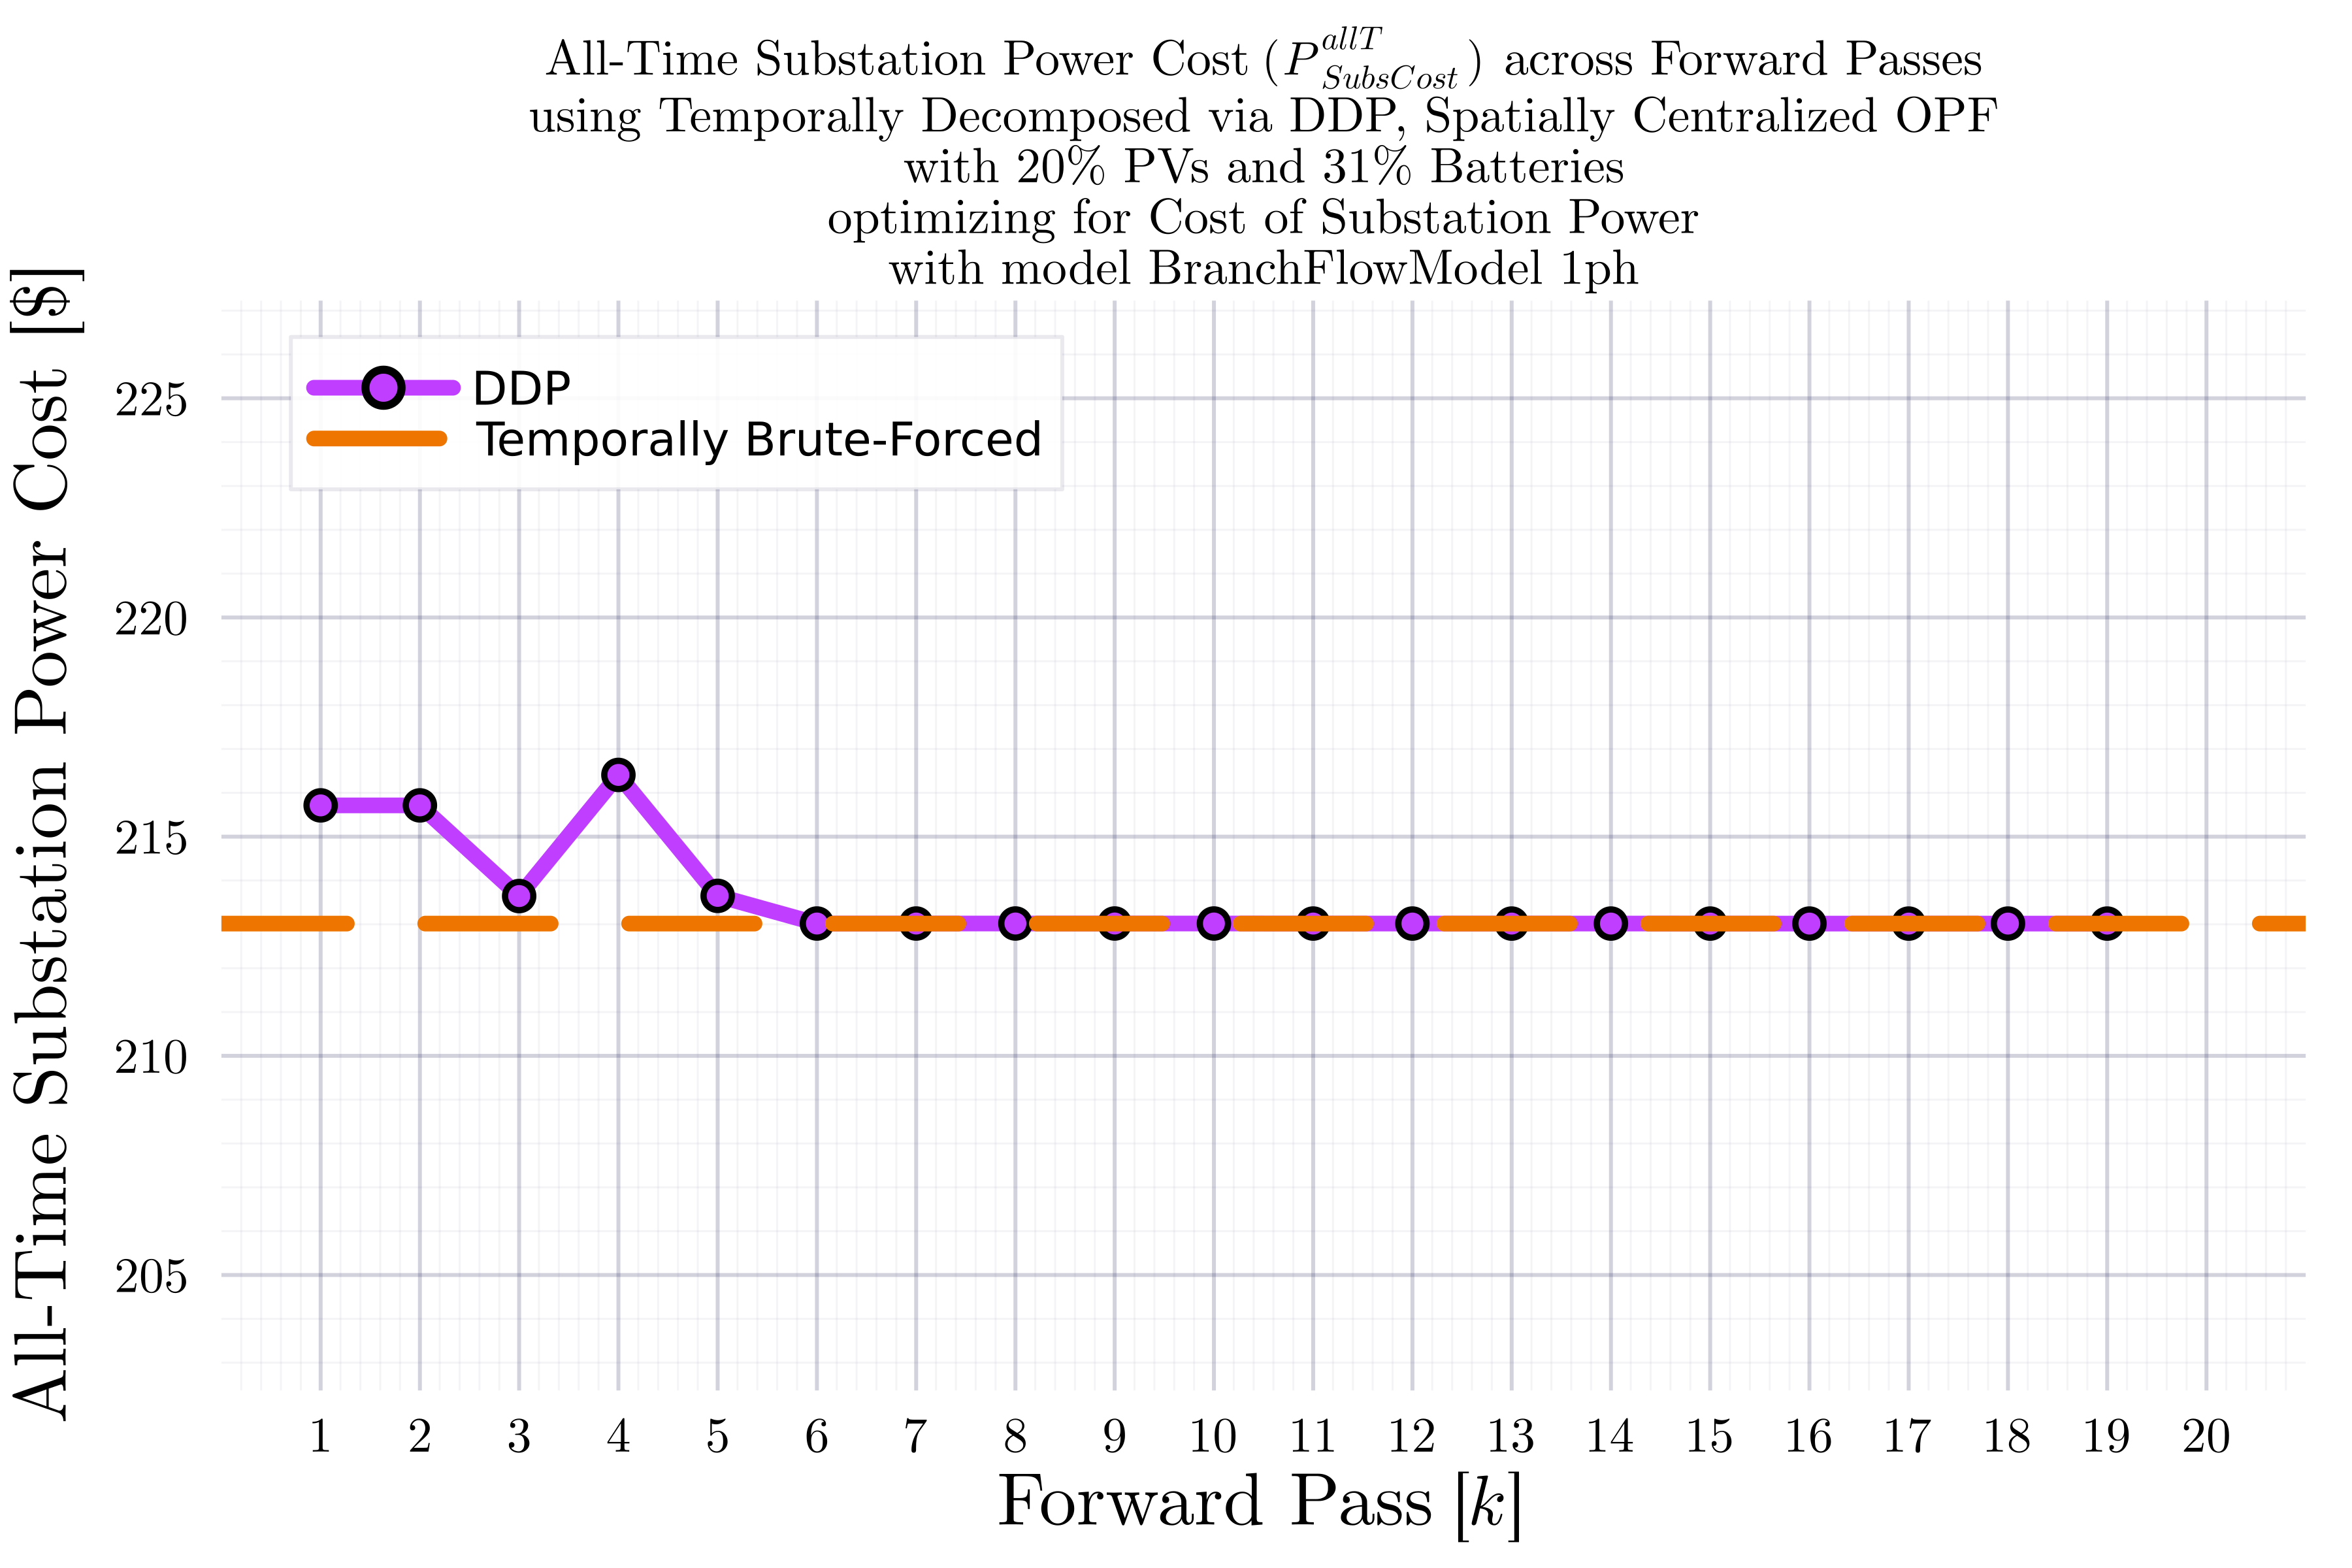 All-Time Substation Power Cost (P^{allT}_{SubsCost}) across Forward Passes
using Temporally Decomposed via DDP, Spatially Centralized OPF
with 20% PVs and 31% Batteries
optimizing for Cost of Substation Power
with model BranchFlowModel 1ph
All-Time Substation Power Cost [$]
DDP
Temporally Brute-Forced
225
220
215
210
205
1 2 3 4 5 6 7 8 9 10 11 12 13 14 15 16 17 18 19 20
Forward Pass [k]